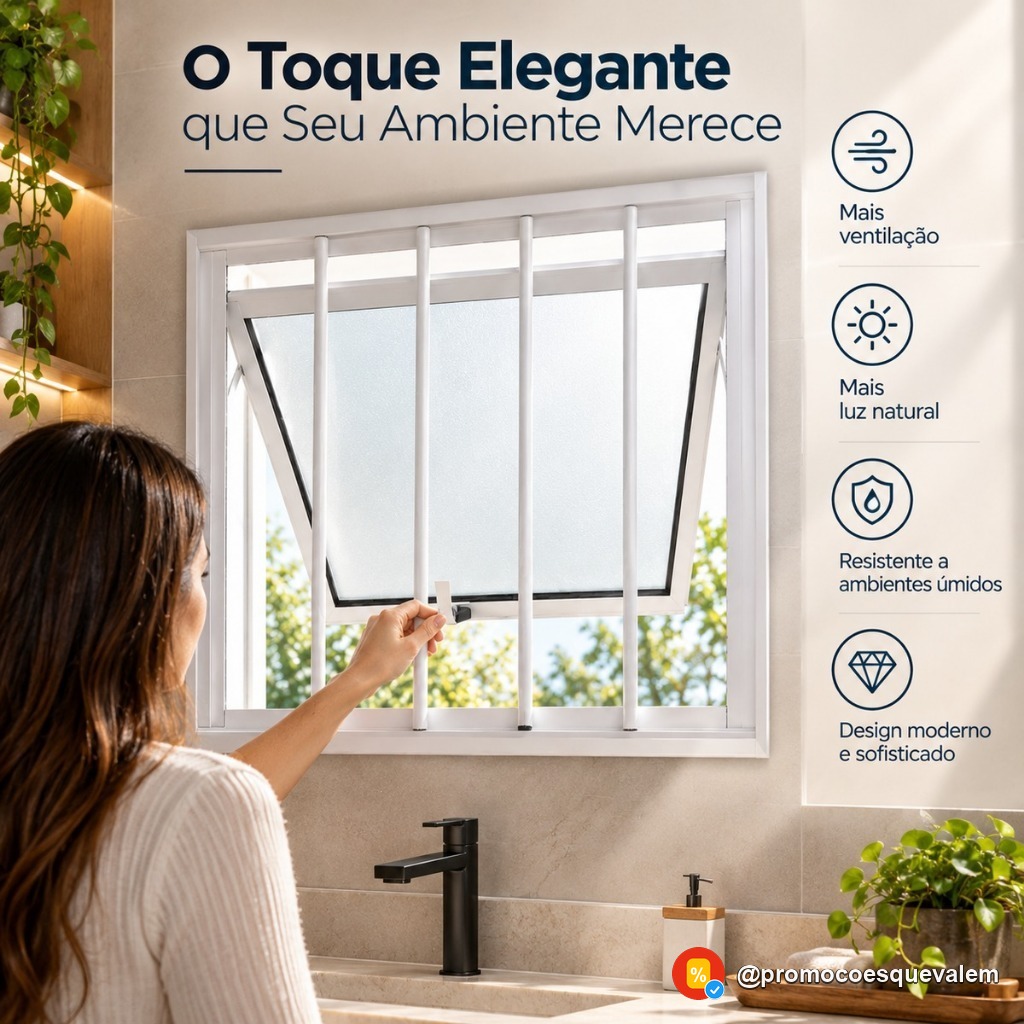 O Toque Elegante
que Seu Ambiente Merece
Mais
ventilação
Mais
luz natural
Resistente a
ambientes úmidos
Design moderno
e sofisticado
%
@promocoesquevalem